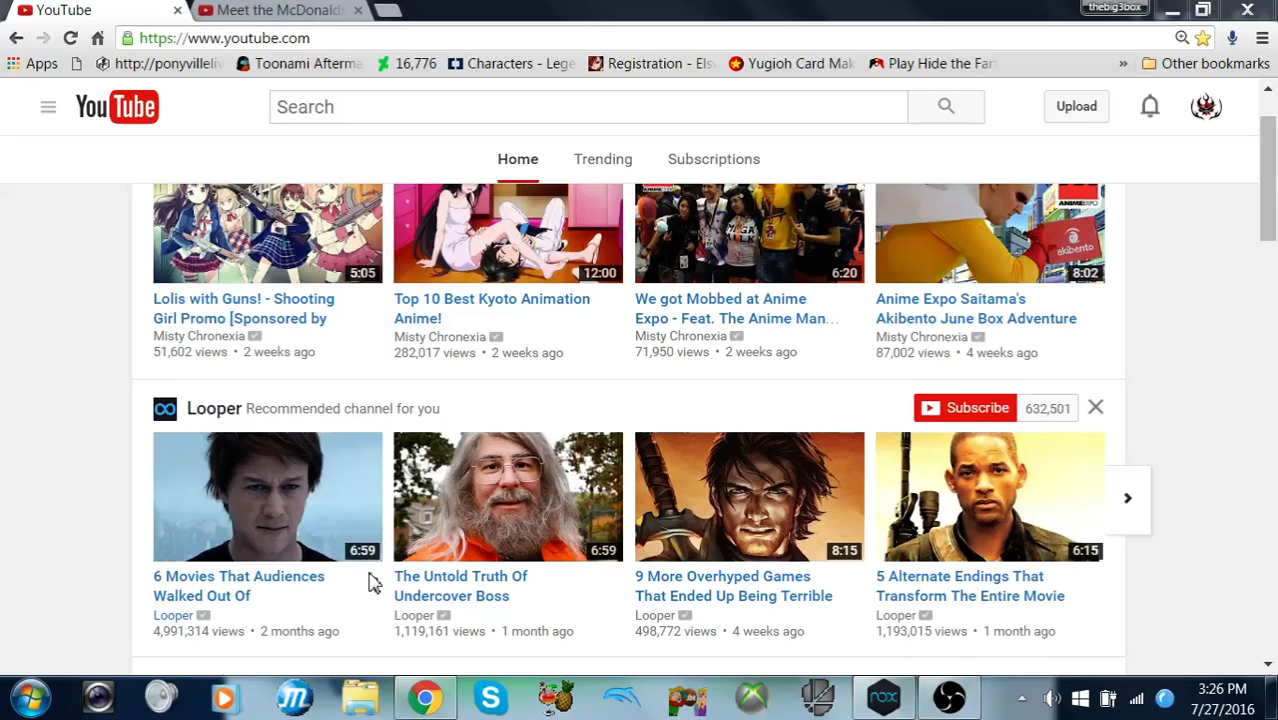 YouTube
Meet the McDonald
thebig3box
https://www.youtube.com
Apps
http://ponyvilleliv
Toonami Afterma
16,776
Characters - Lege
Registration - Els
Yugioh Card Mak
Play Hide the Fa
»
Other bookmarks
YouTube
Search
Upload
Home
Trending
Subscriptions
ANIMEEXPO
akibento
5:05
12:00
6:20
8:02
Lolis with Guns! - Shooting
Girl Promo [Sponsored by
Misty Chronexia
51,602 views • 2 weeks ago
Top 10 Best Kyoto Animation
Anime!
Misty Chronexia
282,017 views • 2 weeks ago
We got Mobbed at Anime
Expo - Feat. The Anime Man...
Misty Chronexia
71,950 views • 2 weeks ago
Anime Expo Saitama's
Akibento June Box Adventure
Misty Chronexia
87,002 views • 4 weeks ago
Looper Recommended channel for you
Subscribe 632,501
6:59
6:59
8:15
6:15
6 Movies That Audiences
Walked Out Of
Looper
4,991,314 views • 2 months ago
The Untold Truth Of
Undercover Boss
Looper
1,119,161 views • 1 month ago
9 More Overhyped Games
That Ended Up Being Terrible
Looper
498,772 views • 4 weeks ago
5 Alternate Endings That
Transform The Entire Movie
Looper
1,193,015 views • 1 month ago
nox
3:26 PM
7/27/2016